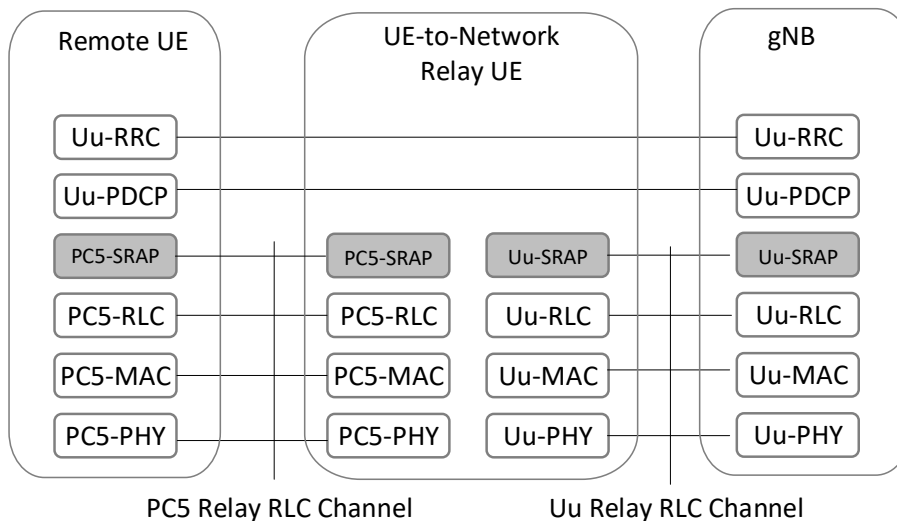 Remote UE
UE-to-Network
Relay UE
gNB
Uu-RRC
Uu-RRC
Uu-PDCP
Uu-PDCP
PC5-SRAP
PC5-SRAP
Uu-SRAP
Uu-SRAP
PC5-RLC
PC5-RLC
Uu-RLC
Uu-RLC
PC5-MAC
PC5-MAC
Uu-MAC
Uu-MAC
PC5-PHY
PC5-PHY
Uu-PHY
Uu-PHY
PC5 Relay RLC Channel
Uu Relay RLC Channel